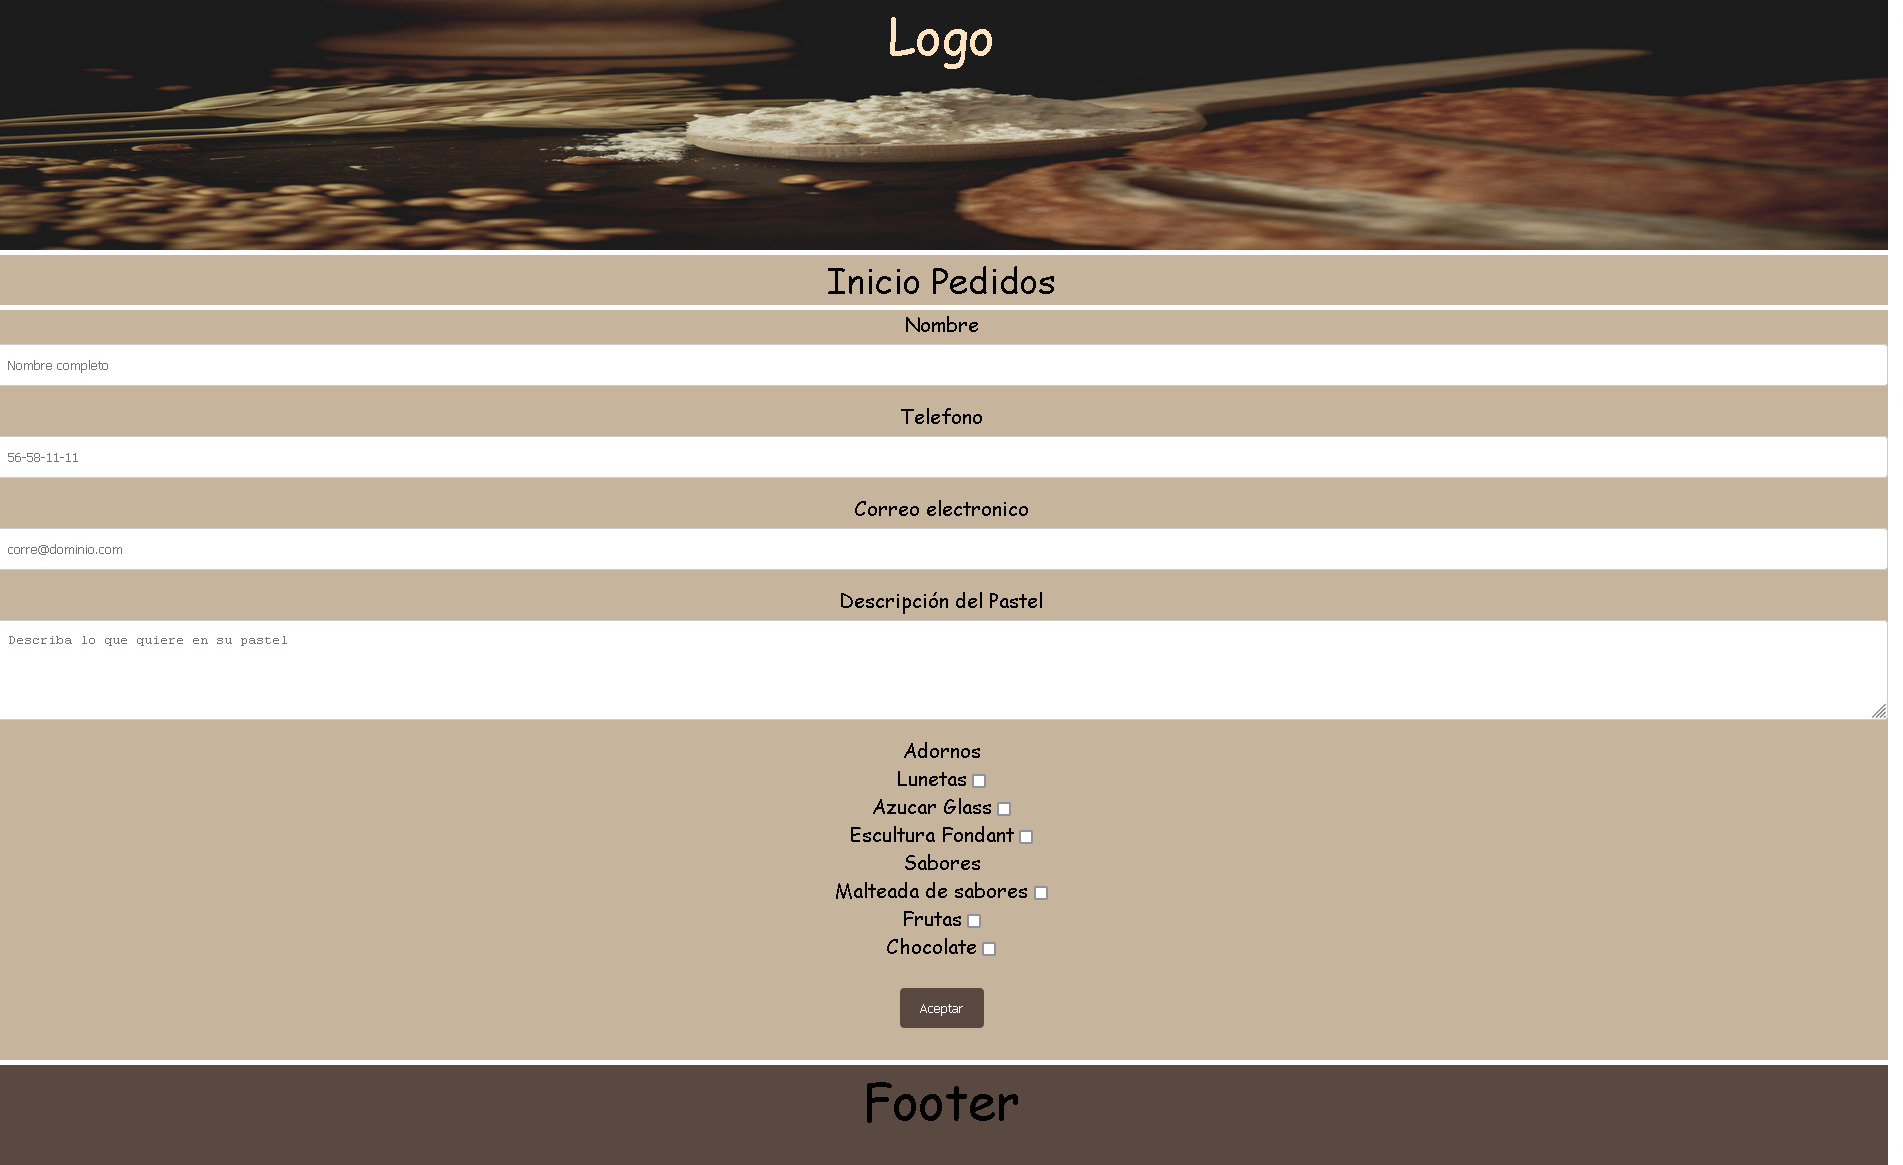 Logo
Inicio Pedidos
Nombre
Nombre completo
Telefono
56-58-11-11
Correo electronico
corre@dominio.com
Descripción del Pastel
Describa lo que quiere en su pastel
Adornos
Lunetas
Azucar Glass
Escultura Fondant
Sabores
Malteada de sabores
Frutas
Chocolate
Aceptar
Footer